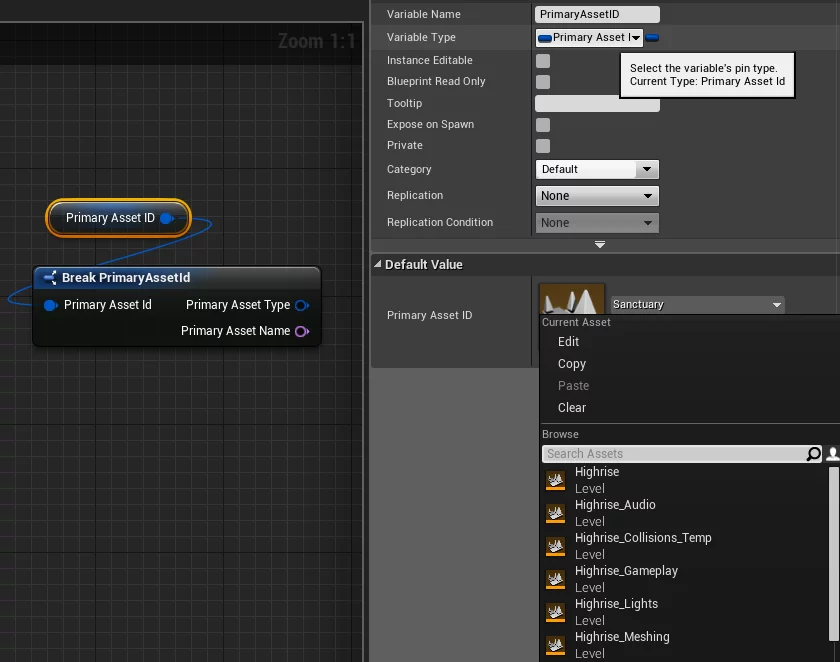 Zoom 1:1
Primary Asset ID
Break PrimaryAssetId
Primary Asset Id
Primary Asset Type
Primary Asset Name
Variable Name
PrimaryAssetID
Variable Type
Primary Asset I
Instance Editable
Select the variable's pin type.
Current Type: Primary Asset Id
Blueprint Read Only
Tooltip
Expose on Spawn
Private
Category
Default
Replication
None
Replication Condition
None
Default Value
Primary Asset ID
Sanctuary
Current Asset
Edit
Copy
Paste
Clear
Browse
Search Assets
Highrise
Level
Highrise_Audio
Level
Highrise_Collisions_Temp
Level
Highrise_Gameplay
Level
Highrise_Lights
Level
Highrise_Meshing
Level